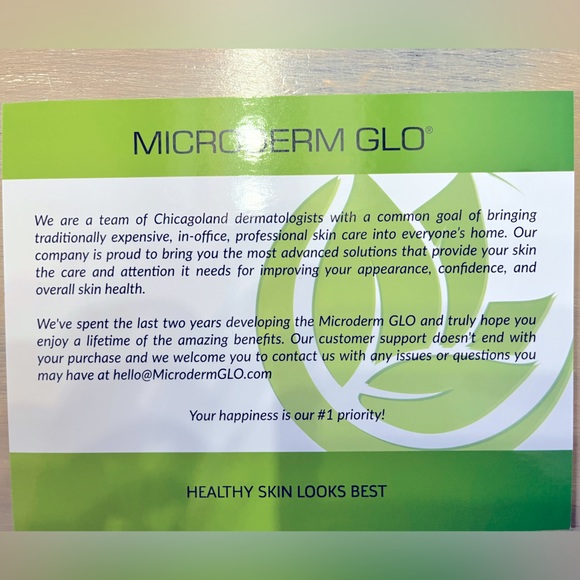 MICRODERM GLO®
We are a team of Chicagoland dermatologists with a common goal of bringing
traditionally expensive, in-office, professional skin care into everyone's home. Our
company is proud to bring you the most advanced solutions that provide your skin
the care and attention it needs for improving your appearance, confidence, and
overall skin health.
We've spent the last two years developing the Microderm GLO and truly hope you
enjoy a lifetime of the amazing benefits. Our customer support doesn't end with
your purchase and we welcome you to contact us with any issues or questions you
may have at hello@MicrodermGLO.com
Your happiness is our #1 priority!
HEALTHY SKIN LOOKS BEST